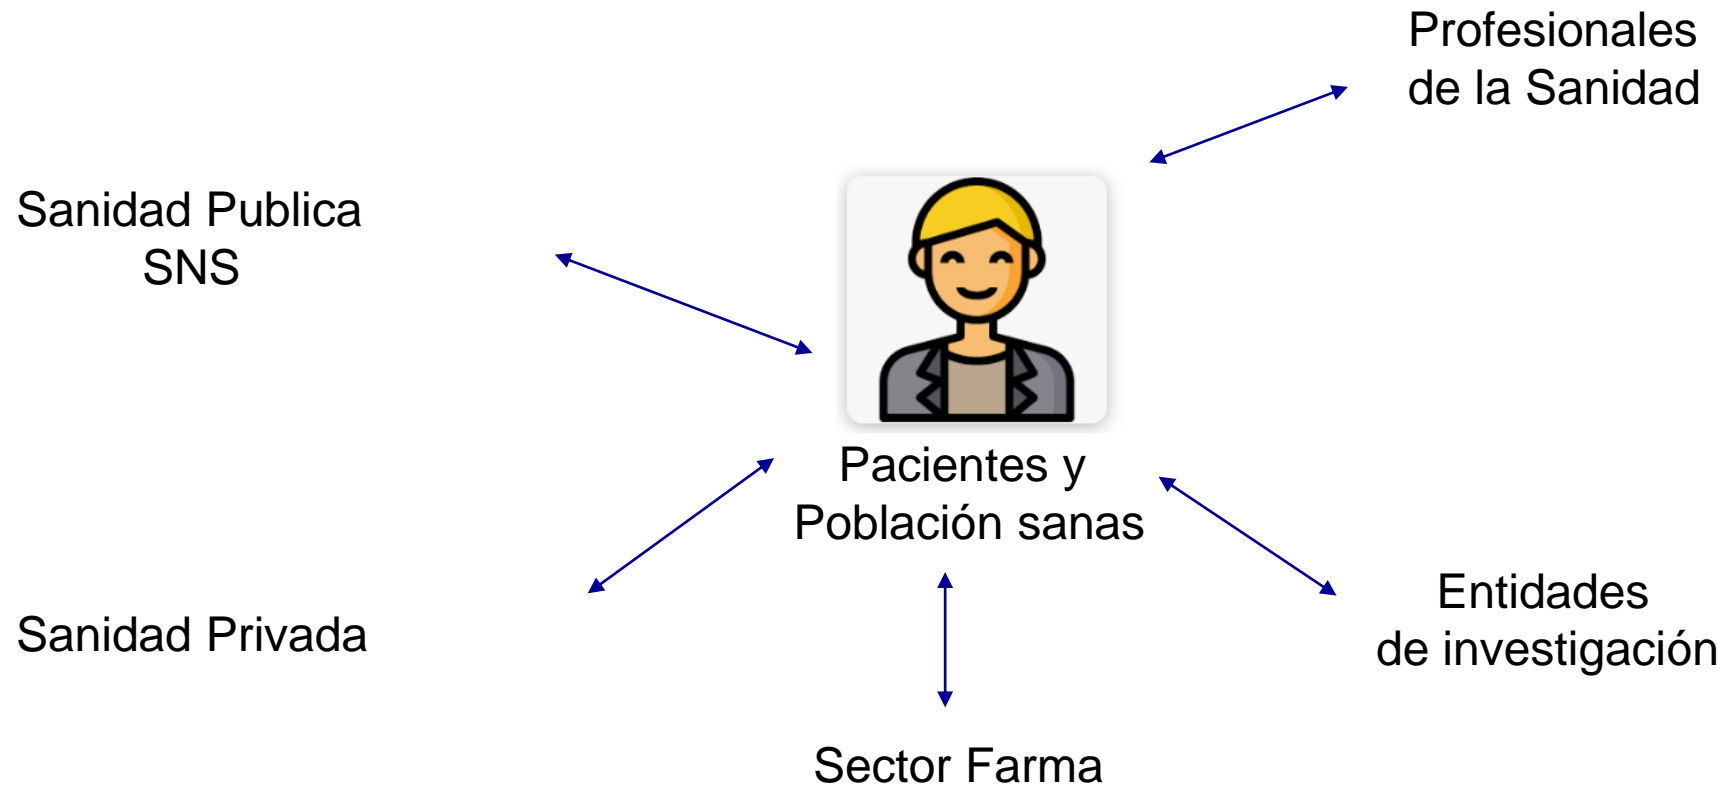 Profesionales
de la Sanidad
Sanidad Publica
SNS
Pacientes y
Población sanas
Sanidad Privada
Entidades
de investigación
Sector Farma